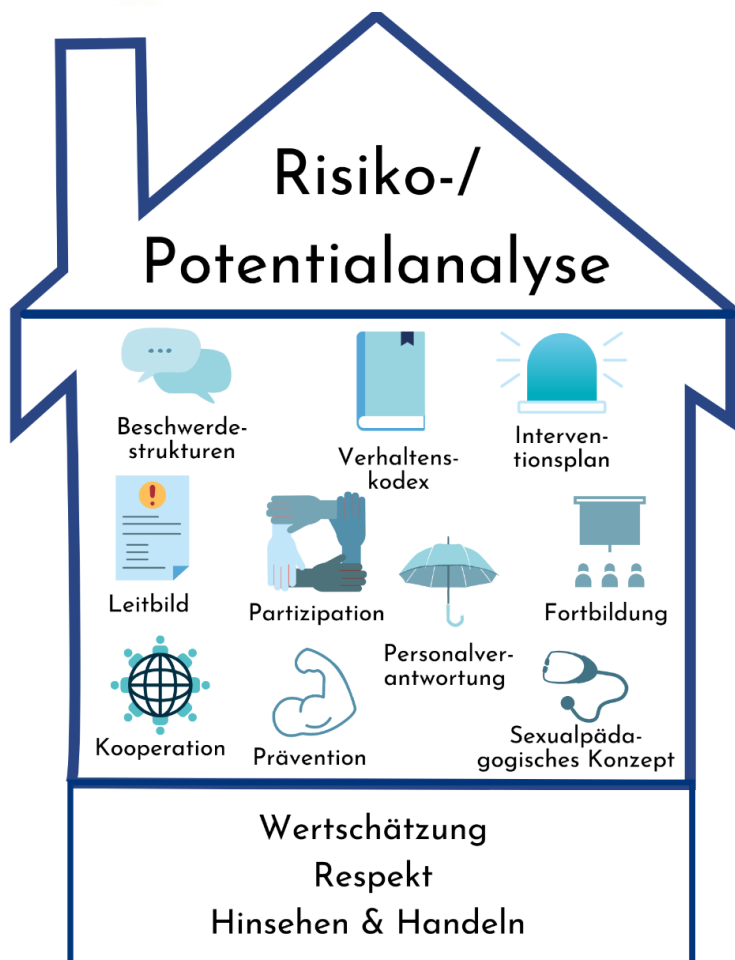 Risiko-/
Potentialanalyse
Beschwerde-
strukturen
Verhaltens-
kodex
Interven-
tionsplan
Leitbild
Partizipation
Personalver-
antwortung
Fortbildung
Kooperation
Prävention
Sexualpäda-
gogisches Konzept
Wertschätzung
Respekt
Hinsehen & Handeln